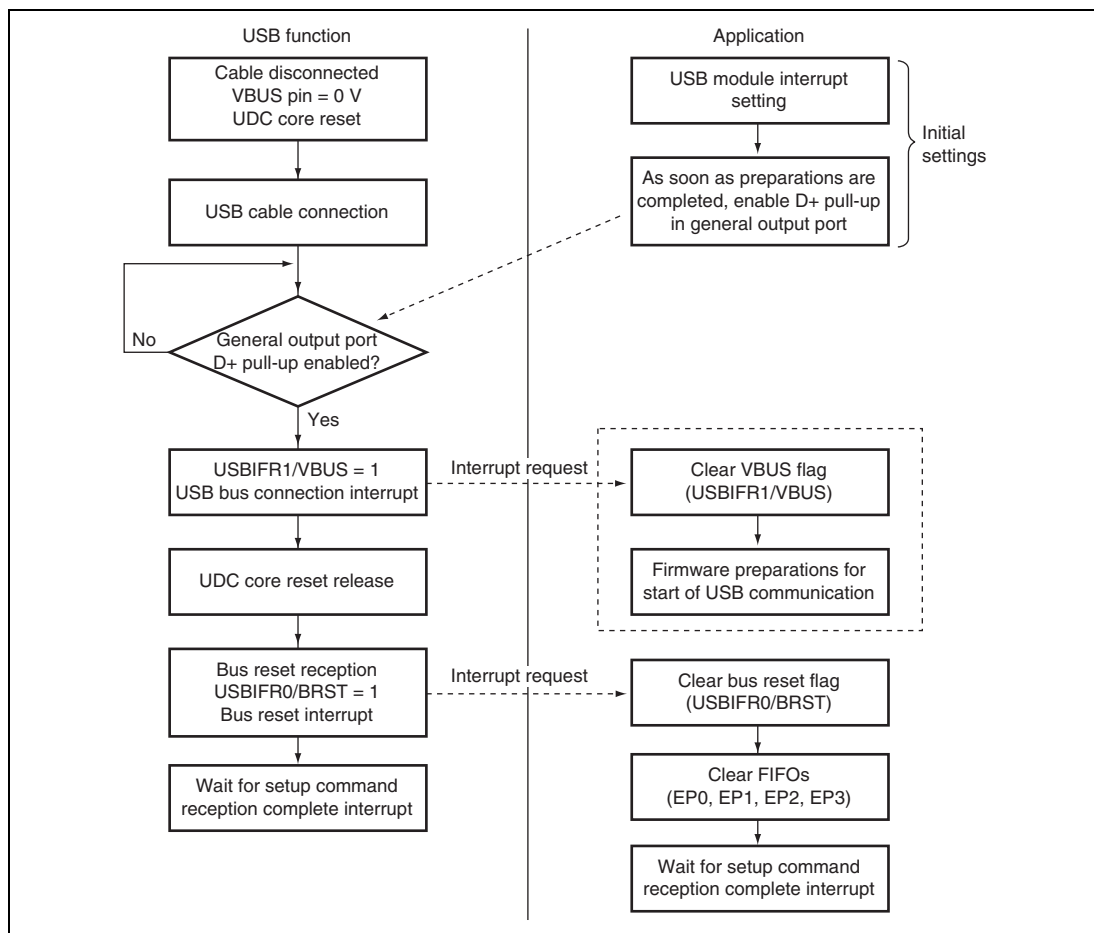 USB function
Cable disconnected
VBUS pin = 0 V
UDC core reset
USB cable connection
No
General output port
D+ pull-up enabled?
Yes
USBIFR1/VBUS = 1
USB bus connection interrupt
UDC core reset release
Bus reset reception
USBIFR0/BRST = 1
Bus reset interrupt
Wait for setup command
reception complete interrupt
Interrupt request
Interrupt request
Application
USB module interrupt
setting
As soon as preparations are
completed, enable D+ pull-up
in general output port
Initial
settings
Clear VBUS flag
(USBIFR1/VBUS)
Firmware preparations for
start of USB communication
Clear bus reset flag
(USBIFR0/BRST)
Clear FIFOs
(EP0, EP1, EP2, EP3)
Wait for setup command
reception complete interrupt